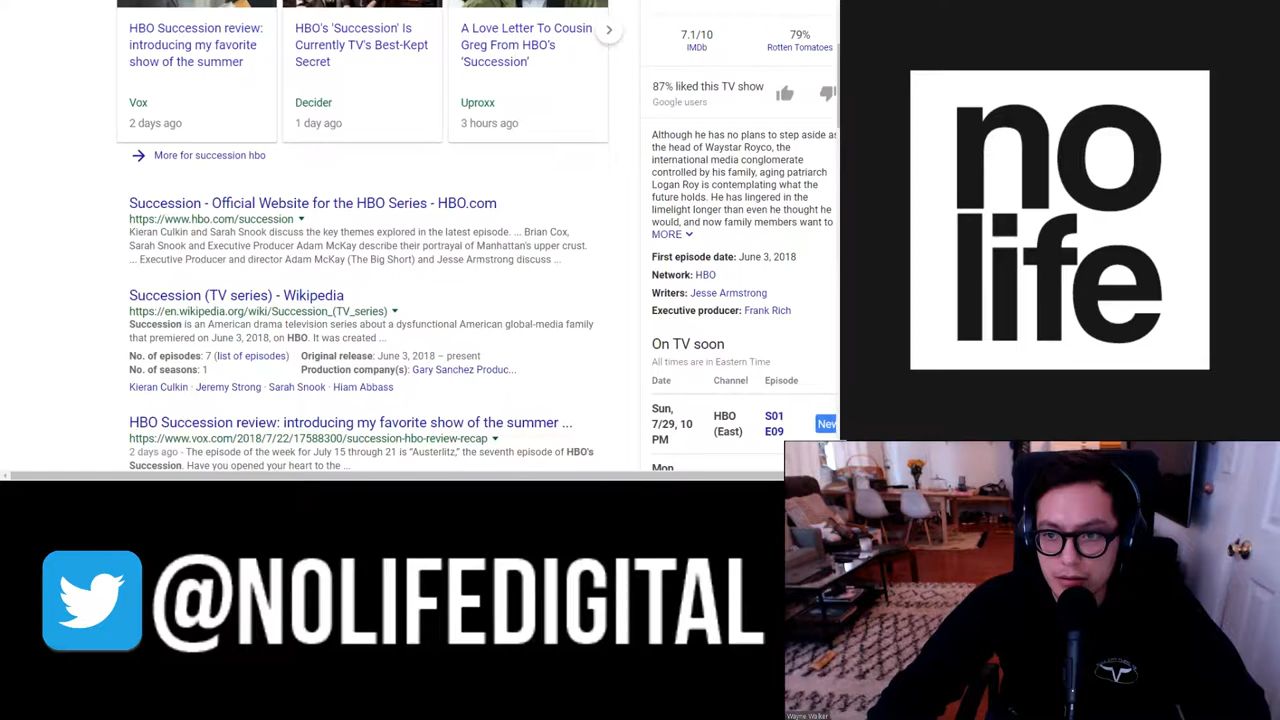 HBO Succession review:
introducing my favorite
show of the summer
Vox
2 days ago
HBO's 'Succession' Is
Currently TV's Best-Kept
Secret
Decider
1 day ago
A Love Letter To Cousin
Greg From HBO's
'Succession'
Uproxx
3 hours ago
More for succession hbo
Succession - Official Website for the HBO Series - HBO.com
https://www.hbo.com/succession
Kieran Culkin and Sarah Snook discuss the key themes explored in the latest episode. ... Brian Cox,
Sarah Snook and Executive Producer Adam McKay describe their portrayal of Manhattan's upper crust.
... Executive Producer and director Adam McKay (The Big Short) and Jesse Armstrong discuss ...
Succession (TV series) - Wikipedia
https://en.wikipedia.org/wiki/Succession_(TV_series)
Succession is an American drama television series about a dysfunctional American global-media family
that premiered on June 3, 2018, on HBO. It was created ...
No. of episodes: 7 (list of episodes) Original release: June 3, 2018 – present
No. of seasons: 1 Production company(s): Gary Sanchez Produc...
Kieran Culkin · Jeremy Strong · Sarah Snook · Hiam Abbass
HBO Succession review: introducing my favorite show of the summer ...
https://www.vox.com/2018/7/22/17588300/succession-hbo-review-recap
2 days ago - The episode of the week for July 15 through 21 is "Austerlitz," the seventh episode of HBO's
Succession. Have you opened your heart to the ...
7.1/10
IMDb
79%
Rotten Tomatoes
87% liked this TV show
Google users
Although he has no plans to step aside as
the head of Waystar Royco, the
international media conglomerate
controlled by his family, aging patriarch
Logan Roy is contemplating what the
future holds. He has lingered in the
limelight longer than even he thought he
would, and now family members want to
MORE
First episode date: June 3, 2018
Network: HBO
Writers: Jesse Armstrong
Executive producer: Frank Rich
On TV soon
All times are in Eastern Time
Date Channel Episode
Sun,
7/29, 10
PM
HBO
(East)
S01
E09
New
Mon
no
life
@NOLIFEDIGITAL
Wayne Walker